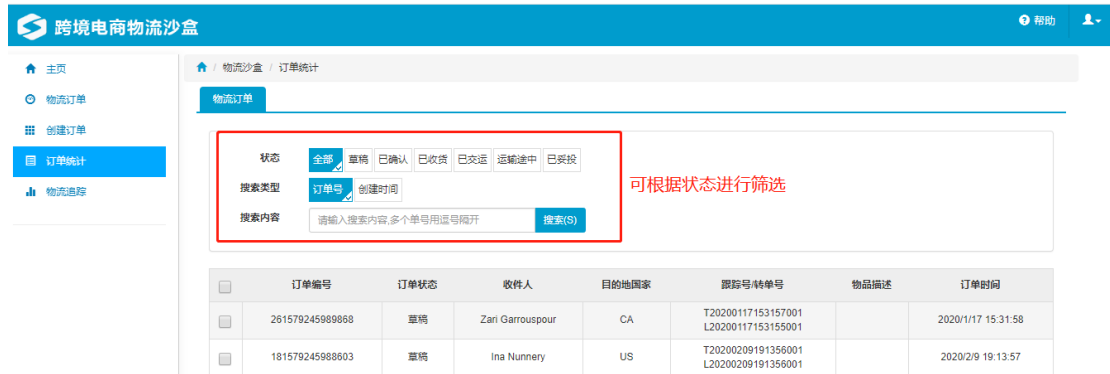 跨境电商物流沙盒
帮助
主页
物流订单
创建订单
订单统计
物流追踪
/ 物流沙盒 / 订单统计
物流订单
状态 全部 草稿 已确认 已收货 已交运 运输途中 已妥投
搜索类型 订单号 创建时间
搜索内容 请输入搜索内容,多个单号用逗号隔开 搜索(S)
可根据状态进行筛选
订单编号 订单状态 收件人 目的地国家 跟踪号/转单号 物品描述 订单时间
261579245989868 草稿 Zari Garrouspour CA T20200117153157001 2020/1/17 15:31:58
L20200117153155001
181579245988603 草稿 Ina Nunnery US T20200209191356001 2020/2/9 19:13:57
L20200209191356001